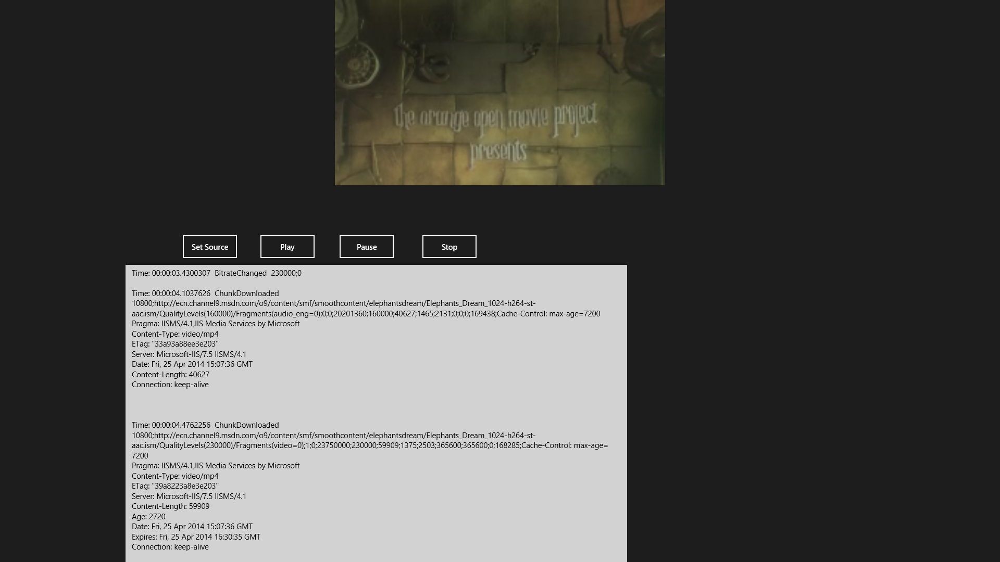 the orange open movie project
presents
Set Source Play Pause Stop
Time: 00:00:03.4300307  BitrateChanged  230000;0
Time: 00:00:04.1037626  ChunkDownloaded
10800;http://ecn.channel9.msdn.com/o9/content/smf/smoothcontent/elephantsdream/Elephants_Dream_1024-h264-st-
aac.ism/QualityLevels(160000)/Fragments(audio_eng=0);0;0;20201360;160000;40627;1465;2131;0;0;0;169438;Cache-Control: max-age=7200
Pragma: IISMS/4.1,IIS Media Services by Microsoft
Content-Type: video/mp4
ETag: "33a93a88ee3e203"
Server: Microsoft-IIS/7.5 IISMS/4.1
Date: Fri, 25 Apr 2014 15:07:36 GMT
Content-Length: 40627
Connection: keep-alive
Time: 00:00:04.4762256  ChunkDownloaded
10800;http://ecn.channel9.msdn.com/o9/content/smf/smoothcontent/elephantsdream/Elephants_Dream_1024-h264-st-
aac.ism/QualityLevels(230000)/Fragments(video=0);1;0;23750000;230000;59909;1375;2503;365600;365600;0;168285;Cache-Control: max-age=
7200
Pragma: IISMS/4.1,IIS Media Services by Microsoft
Content-Type: video/mp4
ETag: "39a8223a8e3e203"
Server: Microsoft-IIS/7.5 IISMS/4.1
Content-Length: 59909
Age: 2720
Date: Fri, 25 Apr 2014 15:07:36 GMT
Expires: Fri, 25 Apr 2014 16:30:35 GMT
Connection: keep-alive